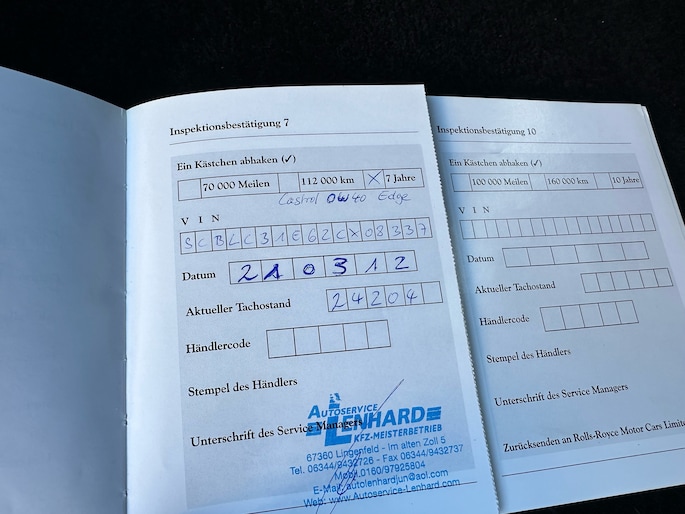 Inspektionsbestätigung 7
Ein Kästchen abhaken (✓)
70 000 Meilen 112 000 km X 7 Jahre
Castrol 0W40 Edge
V I N
SCBLC31E62CX08337
Datum 210312
Aktueller Tachostand 24204
Händlercode
Stempel des Händlers
Unterschrift des Service Managers
AUTOSERVICE
LENHARD
KFZ-MEISTERBETRIEB
67360 Lingenfeld - Im alten Zoll 5
Tel. 06344/9432726 - Fax 06344/9432737
Mobil.0160/97925804
E-Mail: autolenhardjun@aol.com
Web: www.Autoservice-Lenhard.com
Inspektionsbestätigung 10
Ein Kästchen abhaken (✓)
100 000 Meilen 160 000 km 10 Jahre
V I N
Datum
Aktueller Tachostand
Händlercode
Stempel des Händlers
Unterschrift des Service Managers
Zurücksenden an Rolls-Royce Motor Cars